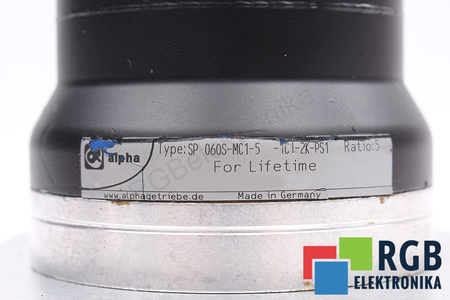 alpha
Type: SP 060S-MC1-5 -1C1-2K-PS1 Ratio:5
For Lifetime
www.alphagetriebe.de Made in Germany
RGB
ELEKTRONIKA